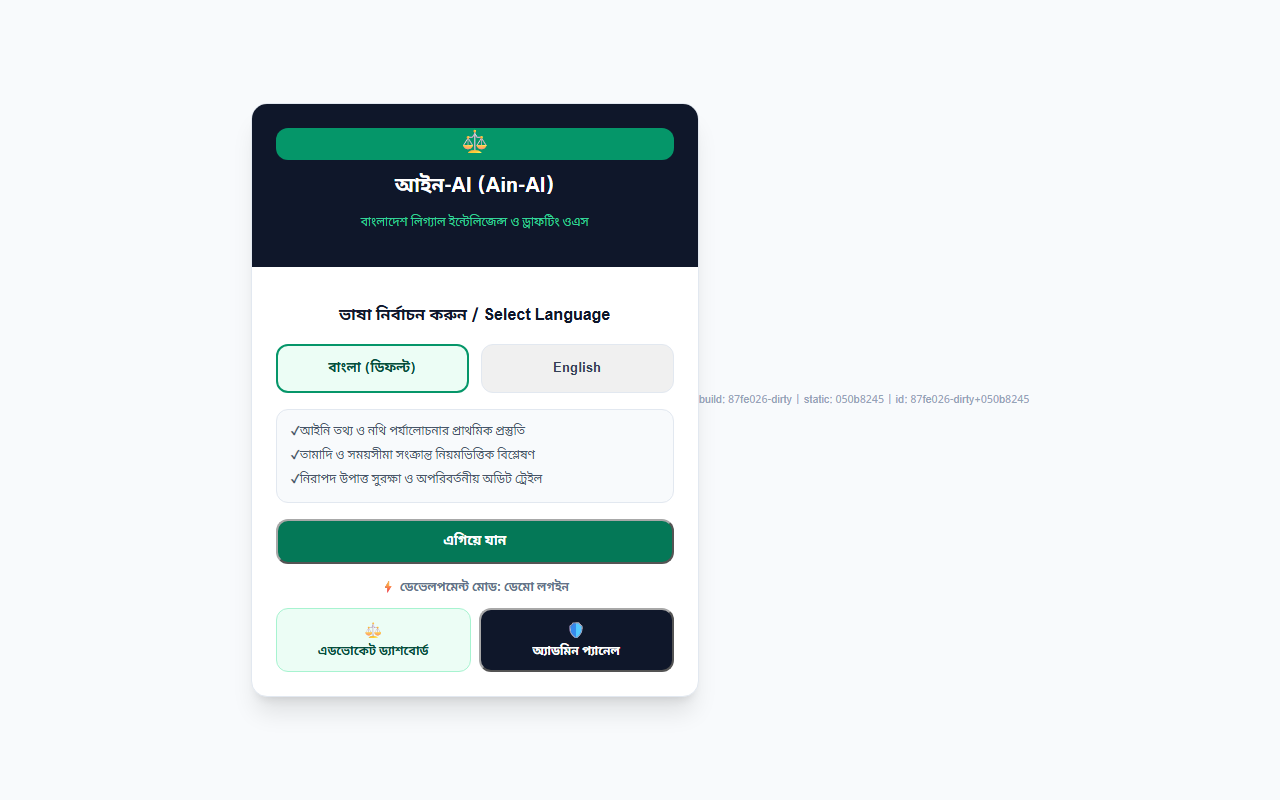 আইন-AI (Ain-AI)
বাংলাদেশ লিগ্যাল ইন্টেলিজেন্স ও ড্রাফটিং ওএস
ভাষা নির্বাচন করুন / Select Language
বাংলা (ডিফল্ট)
English
✓আইনি তথ্য ও নথি পর্যালোচনার প্রাথমিক প্রস্তুতি
✓তামাদি ও সময়সীমা সংক্রান্ত নিয়মভিত্তিক বিশ্লেষণ
✓নিরাপদ উপাত্ত সুরক্ষা ও অপরিবর্তনীয় অডিট ট্রেইল
এগিয়ে যান
ডেভেলপমেন্ট মোড: ডেমো লগইন
এডভোকেট ড্যাশবোর্ড
অ্যাডমিন প্যানেল
build: 87fe026-dirty | static: 050b8245 | id: 87fe026-dirty+050b8245